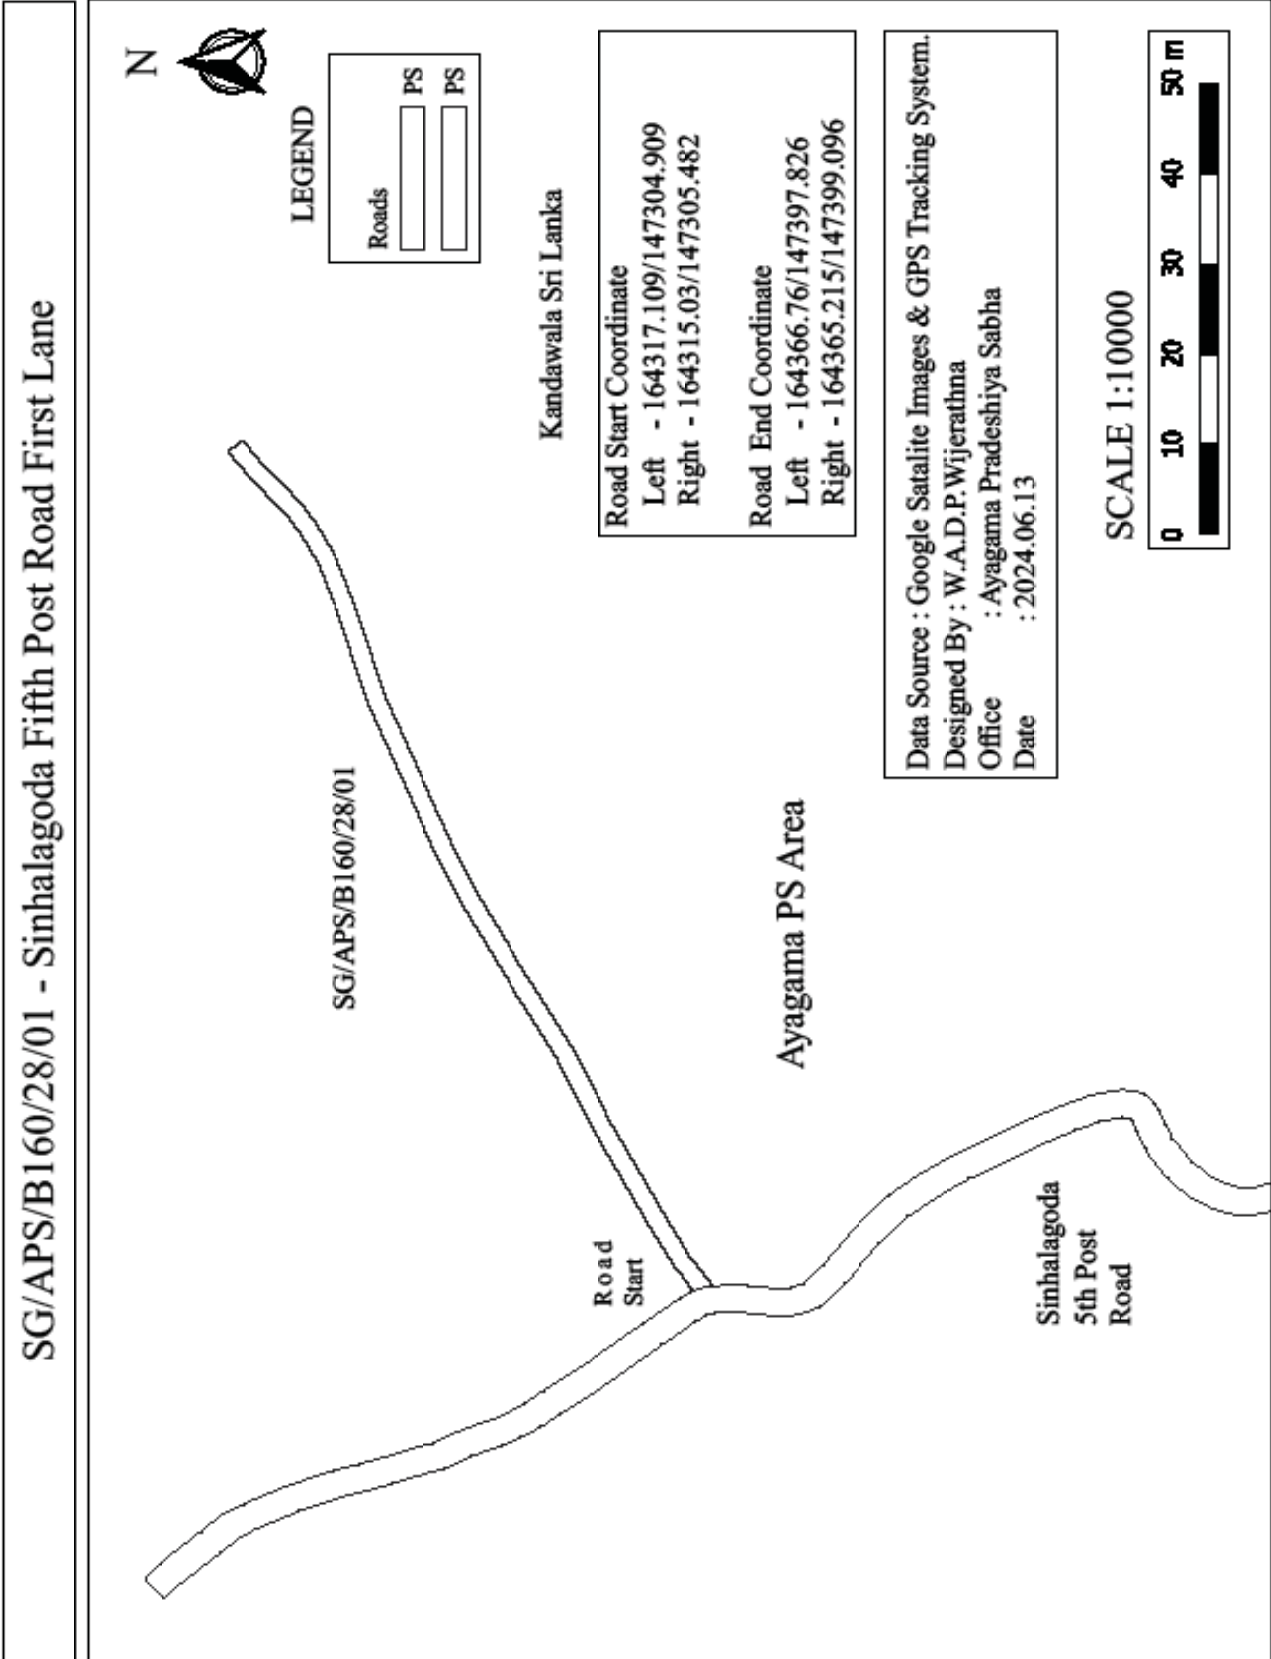 SG/APS/B160/28/01 - Sinhalagoda Fifth Post Road First Lane
N
LEGEND
Roads
PS
PS
SG/APS/B160/28/01
Kandawala Sri Lanka
Road Start Coordinate
Left - 164317.109/147304.909
Right - 164315.03/147305.482
Road End Coordinate
Left - 164366.76/147397.826
Right - 164365.215/147399.096
Road
Start
Ayagama PS Area
Data Source : Google Satalite Images & GPS Tracking System.
Designed By : W.A.D.P.Wijerathna
Office : Ayagama Pradeshiya Sabha
Date : 2024.06.13
Sinhalagoda
5th Post
Road
SCALE 1:10000
0 10 20 30 40 50 m